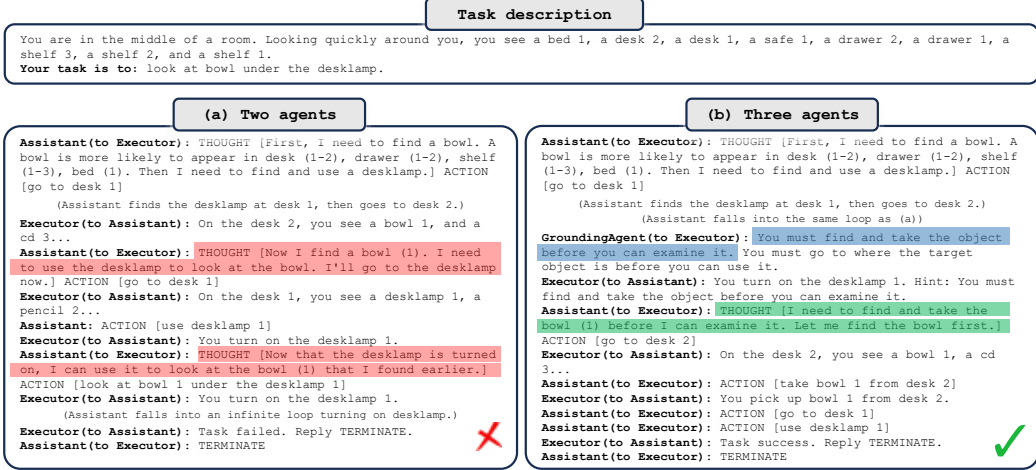 Task description
You are in the middle of a room. Looking quickly around you, you see a bed 1, a desk 2, a desk 1, a safe 1, a drawer 2, a drawer 1, a
shelf 3, a shelf 2, and a shelf 1.
Your task is to: look at bowl under the desklamp.
(a) Two agents
Assistant(to Executor): THOUGHT [First, I need to find a bowl. A
bowl is more likely to appear in desk (1-2), drawer (1-2), shelf
(1-3), bed (1). Then I need to find and use a desklamp.] ACTION
[go to desk 1]
(Assistant finds the desklamp at desk 1, then goes to desk 2.)
Executor(to Assistant): On the desk 2, you see a bowl 1, and a
cd 3...
Assistant(to Executor): THOUGHT [Now I find a bowl (1). I need
to use the desklamp to look at the bowl. I'll go to the desklamp
now.] ACTION [go to desk 1]
Executor(to Assistant): On the desk 1, you see a desklamp 1, a
pencil 2...
Assistant: ACTION [use desklamp 1]
Executor(to Assistant): You turn on the desklamp 1.
Assistant(to Executor): THOUGHT [Now that the desklamp is turned
on, I can use it to look at the bowl (1) that I found earlier.]
ACTION [look at bowl 1 under the desklamp 1]
Executor(to Assistant): You turn on the desklamp 1.
(Assistant falls into an infinite loop turning on desklamp.)
Executor(to Assistant): Task failed. Reply TERMINATE.
Assistant(to Executor): TERMINATE
(b) Three agents
Assistant(to Executor): THOUGHT [First, I need to find a bowl. A
bowl is more likely to appear in desk (1-2), drawer (1-2), shelf
(1-3), bed (1). Then I need to find and use a desklamp.] ACTION
[go to desk 1]
(Assistant finds the desklamp at desk 1, then goes to desk 2.)
(Assistant falls into the same loop as (a))
GroundingAgent(to Executor): You must find and take the object
before you can examine it. You must go to where the target
object is before you can use it.
Executor(to Assistant): You turn on the desklamp 1. Hint: You must
find and take the object before you can examine it.
Assistant(to Executor): THOUGHT [I need to find and take the
bowl (1) before I can examine it. Let me find the bowl first.]
ACTION [go to desk 2]
Executor(to Assistant): On the desk 2, you see a bowl 1, a cd
3...
Assistant(to Executor): ACTION [take bowl 1 from desk 2]
Executor(to Assistant): You pick up bowl 1 from desk 2.
Assistant(to Executor): ACTION [go to desk 1]
Assistant(to Executor): ACTION [use desklamp 1]
Executor(to Assistant): Task success. Reply TERMINATE.
Assistant(to Executor): TERMINATE